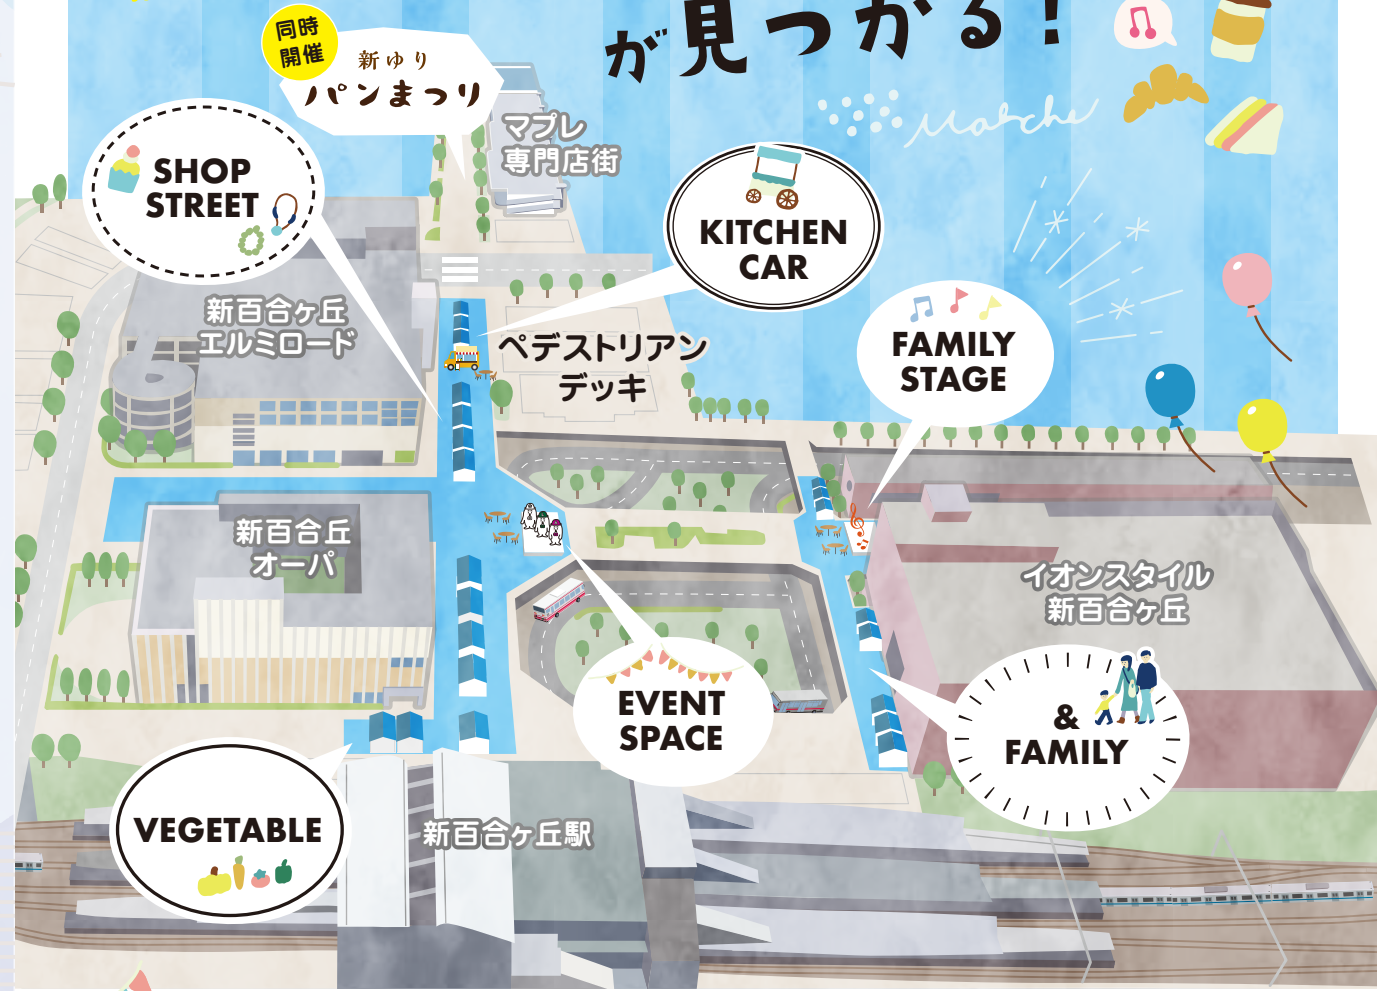 が見つかる!
同時
開催
新ゆり
パンまつり
マプレ
専門店街
Marche
SHOP
STREET
KITCHEN
CAR
新百合ヶ丘
エルミロード
ペデストリアン
デッキ
FAMILY
STAGE
新百合丘
オーパ
イオンスタイル
新百合ヶ丘
EVENT
SPACE
&
FAMILY
VEGETABLE
新百合ヶ丘駅